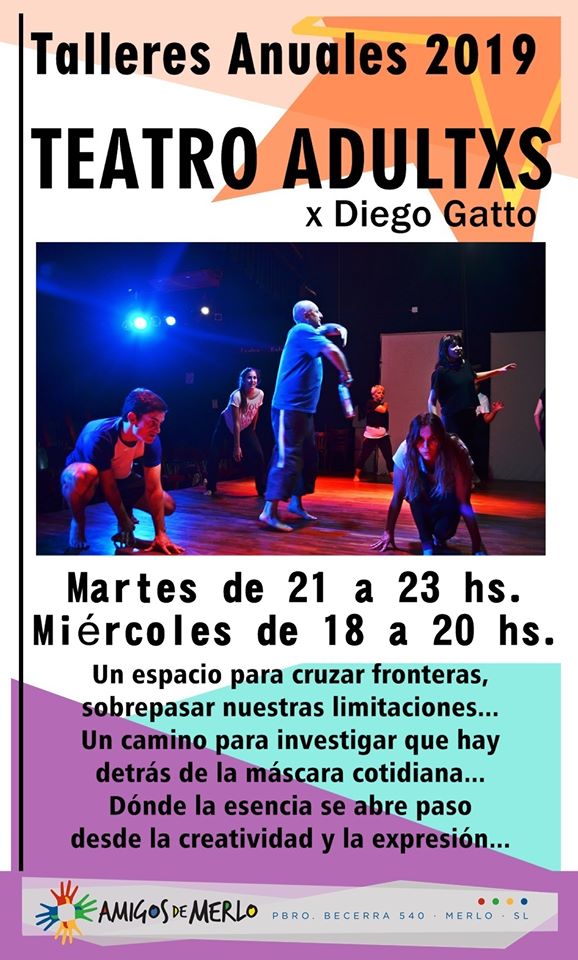 Talleres Anuales 2019
TEATRO ADULTXS
x Diego Gatto
Martes de 21 a 23 hs.
Miércoles de 18 a 20 hs.
Un espacio para cruzar fronteras,
sobrepasar nuestras limitaciones...
Un camino para investigar que hay
detrás de la máscara cotidiana...
Dónde la esencia se abre paso
desde la creatividad y la expresión...
AMIGOS DE MERLO PBRO. BECERRA 540 · MERLO · SL